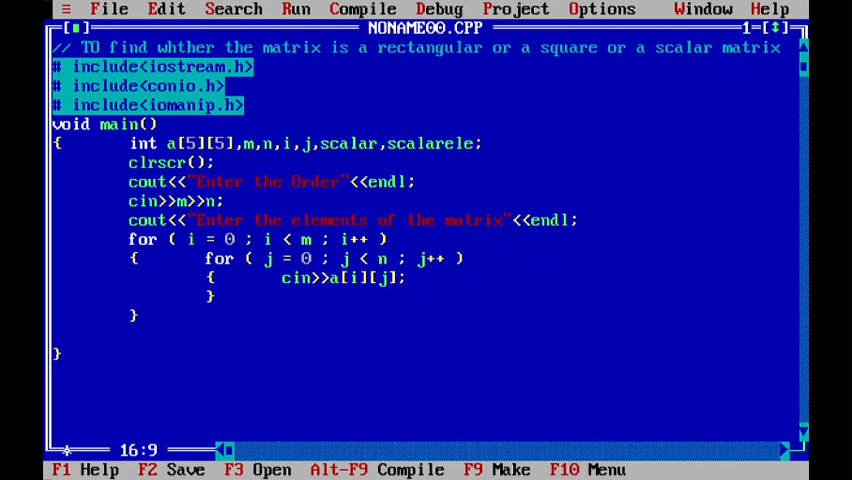 ≡ File Edit Search Run Compile Debug Project Options Window Help
[■] NONAME00.CPP 1=[↕]
// TO find whther the matrix is a rectangular or a square or a scalar matrix
# include<iostream.h>
# include<conio.h>
# include<iomanip.h>
void main()
{ int a[5][5],m,n,i,j,scalar,scalarele;
clrscr();
cout<<"Enter the Order"<<endl;
cin>>m>>n;
cout<<"Enter the elements of the matrix"<<endl;
for ( i = 0 ; i < m ; i++ )
{ for ( j = 0 ; j < n ; j++ )
{ cin>>a[i][j];
}
}
}
* 16:9
F1 Help F2 Save F3 Open Alt-F9 Compile F9 Make F10 Menu